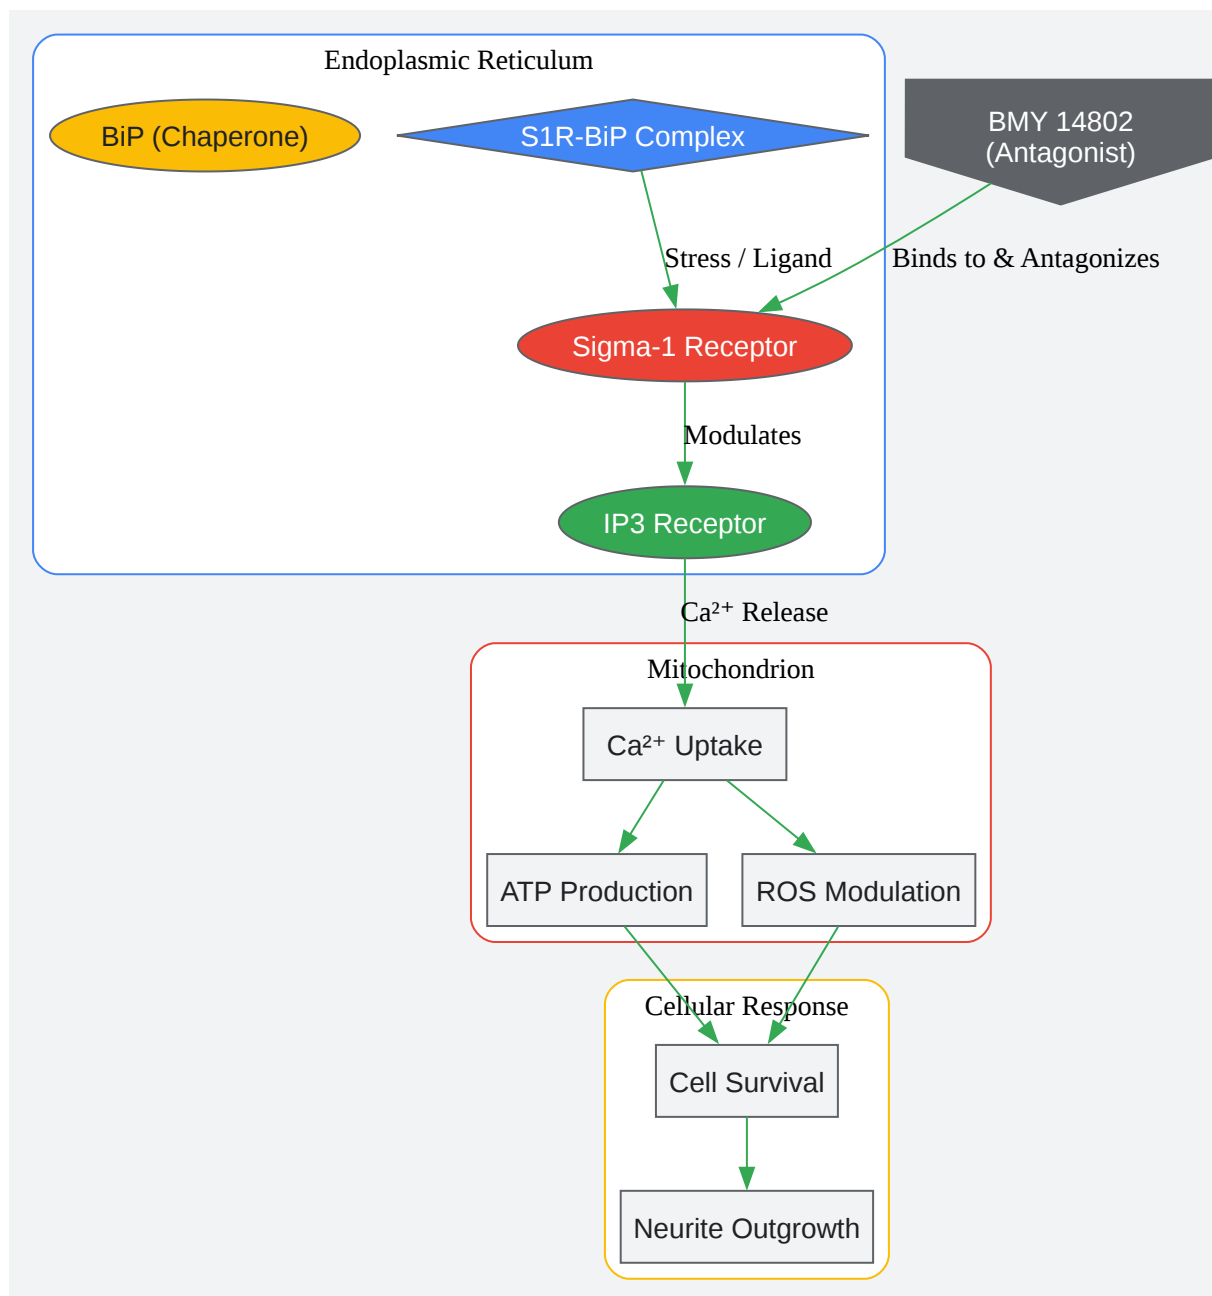 Endoplasmic Reticulum
BiP (Chaperone)
S1R-BiP Complex
BMY 14802
(Antagonist)
Stress / Ligand
Binds to & Antagonizes
Sigma-1 Receptor
Modulates
IP3 Receptor
Ca²⁺ Release
Mitochondrion
Ca²⁺ Uptake
ATP Production
ROS Modulation
Cellular Response
Cell Survival
Neurite Outgrowth